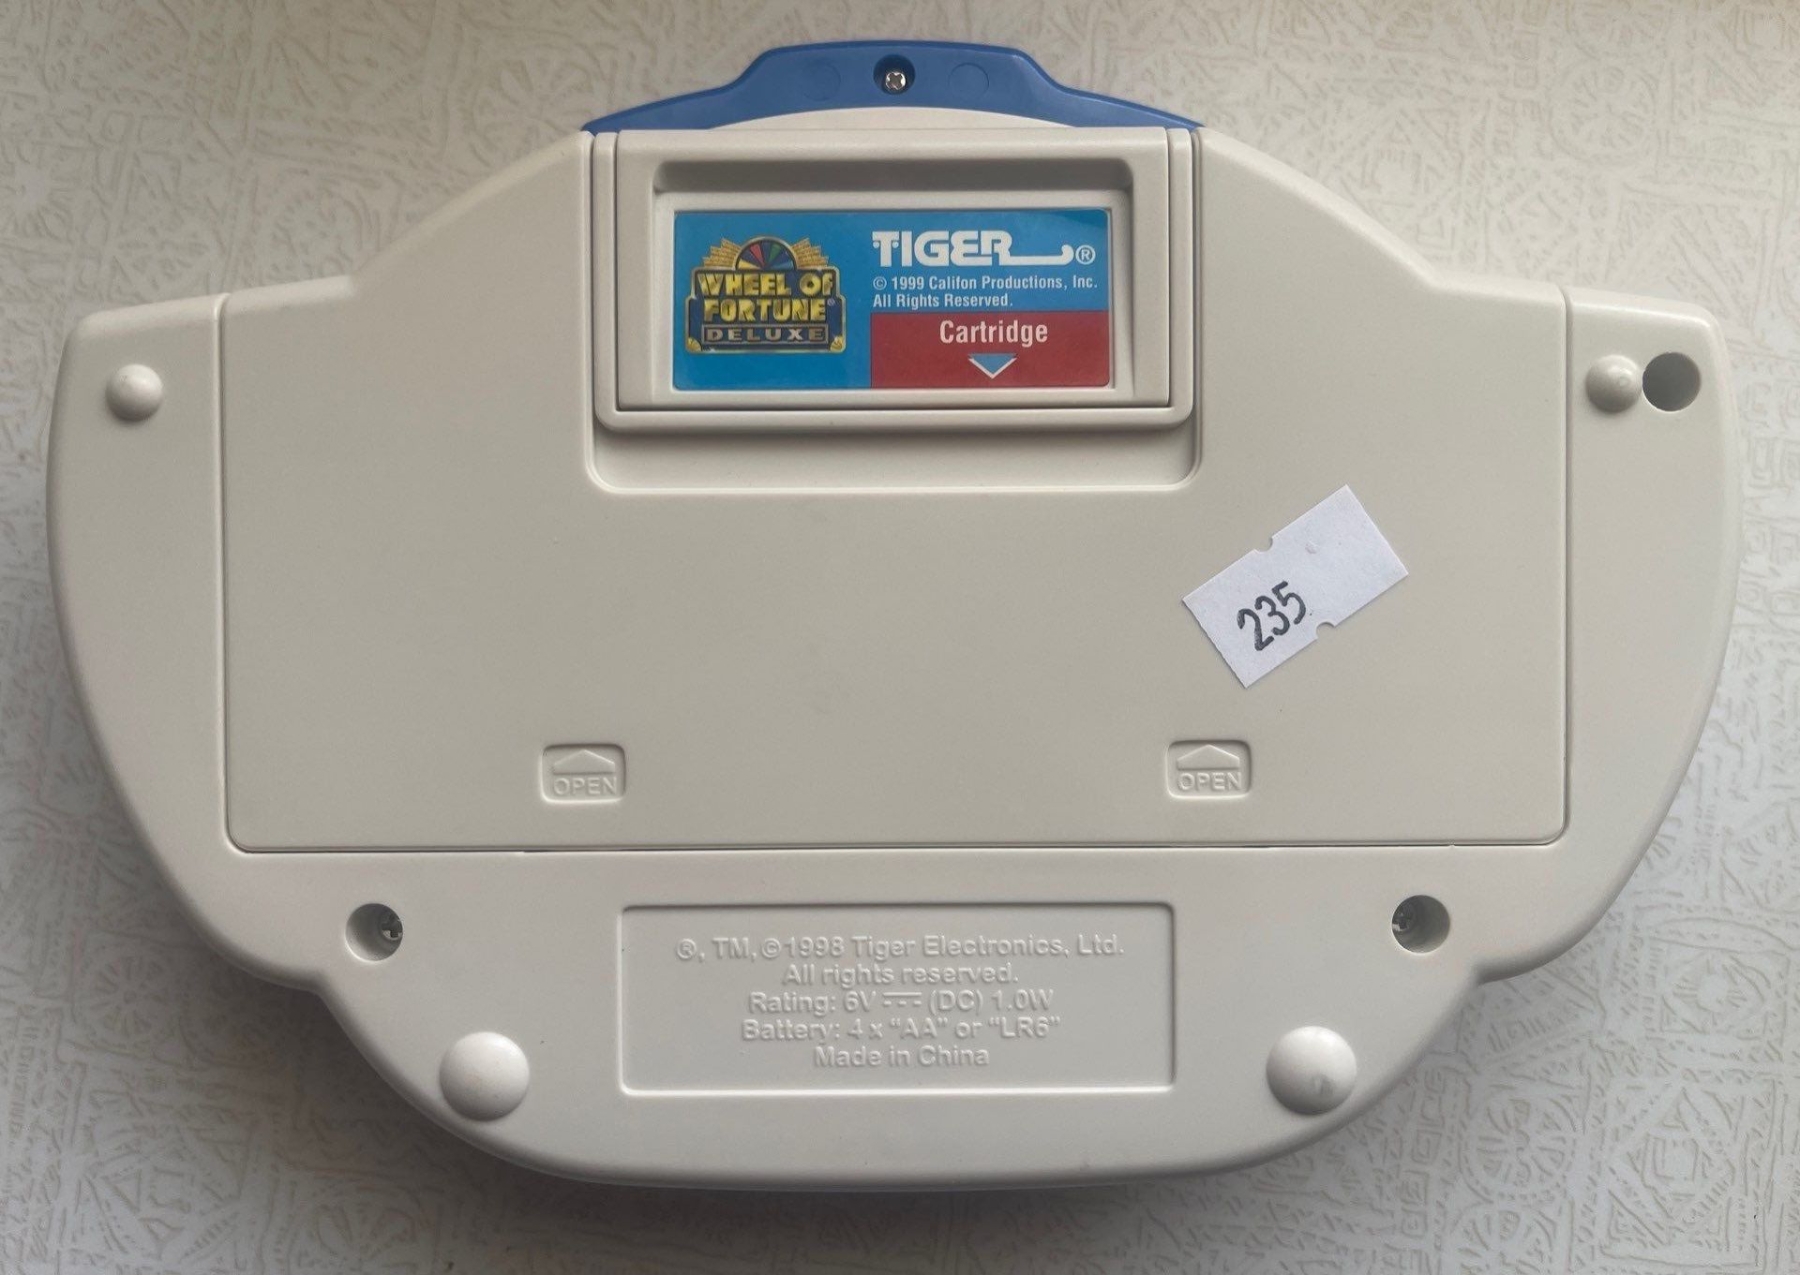 WHEEL OF
FORTUNE®
DELUXE
TIGER®
© 1999 Califon Productions, Inc.
All Rights Reserved.
Cartridge
235
OPEN
OPEN
®, TM, © 1998 Tiger Electronics, Ltd.
All rights reserved.
Rating: 6V ⎓ (DC) 1.0W
Battery: 4 x “AA” or “LR6”
Made in China